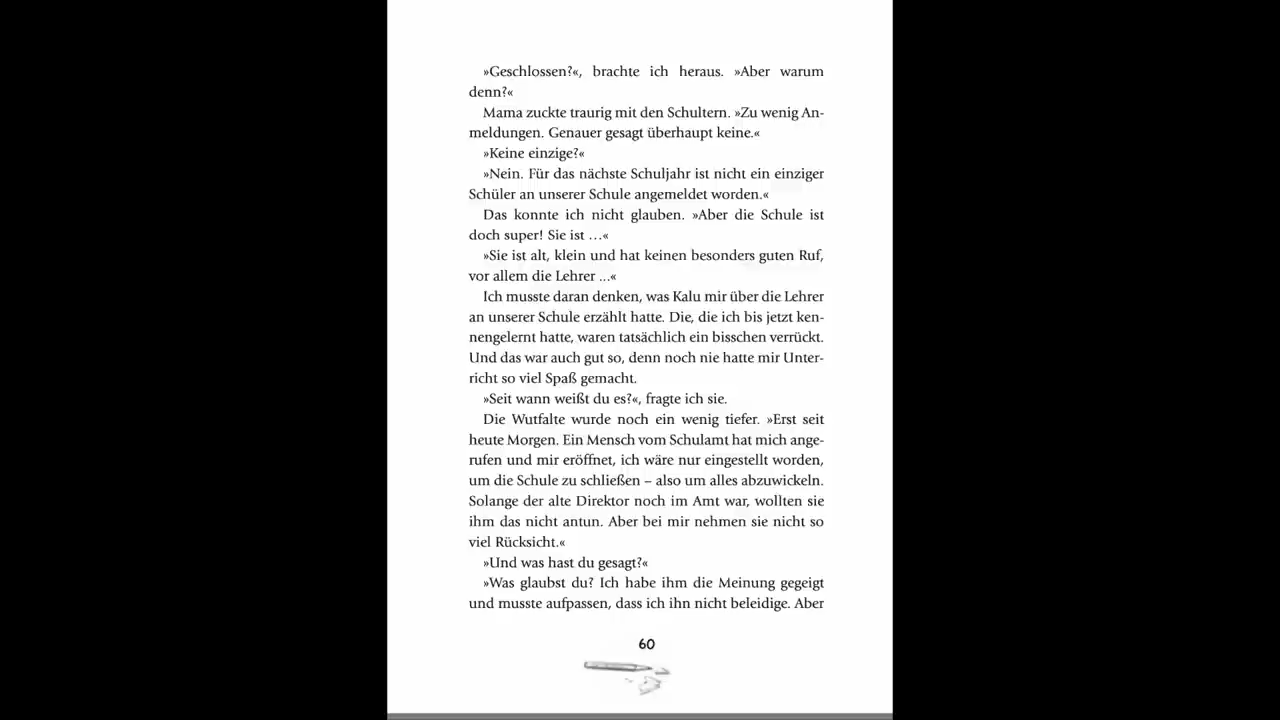 »Geschlossen?«, brachte ich heraus. »Aber warum
denn?«
Mama zuckte traurig mit den Schultern. »Zu wenig An-
meldungen. Genauer gesagt überhaupt keine.«
»Keine einzige?«
»Nein. Für das nächste Schuljahr ist nicht ein einziger
Schüler an unserer Schule angemeldet worden.«
Das konnte ich nicht glauben. »Aber die Schule ist
doch super! Sie ist …«
»Sie ist alt, klein und hat keinen besonders guten Ruf,
vor allem die Lehrer ...«
Ich musste daran denken, was Kalu mir über die Lehrer
an unserer Schule erzählt hatte. Die, die ich bis jetzt ken-
nengelernt hatte, waren tatsächlich ein bisschen verrückt.
Und das war auch gut so, denn noch nie hatte mir Unter-
richt so viel Spaß gemacht.
»Seit wann weißt du es?«, fragte ich sie.
Die Wutfalte wurde noch ein wenig tiefer. »Erst seit
heute Morgen. Ein Mensch vom Schulamt hat mich ange-
rufen und mir eröffnet, ich wäre nur eingestellt worden,
um die Schule zu schließen – also um alles abzuwickeln.
Solange der alte Direktor noch im Amt war, wollten sie
ihm das nicht antun. Aber bei mir nehmen sie nicht so
viel Rücksicht.«
»Und was hast du gesagt?«
»Was glaubst du? Ich habe ihm die Meinung gegeigt
und musste aufpassen, dass ich ihn nicht beleidige. Aber
60